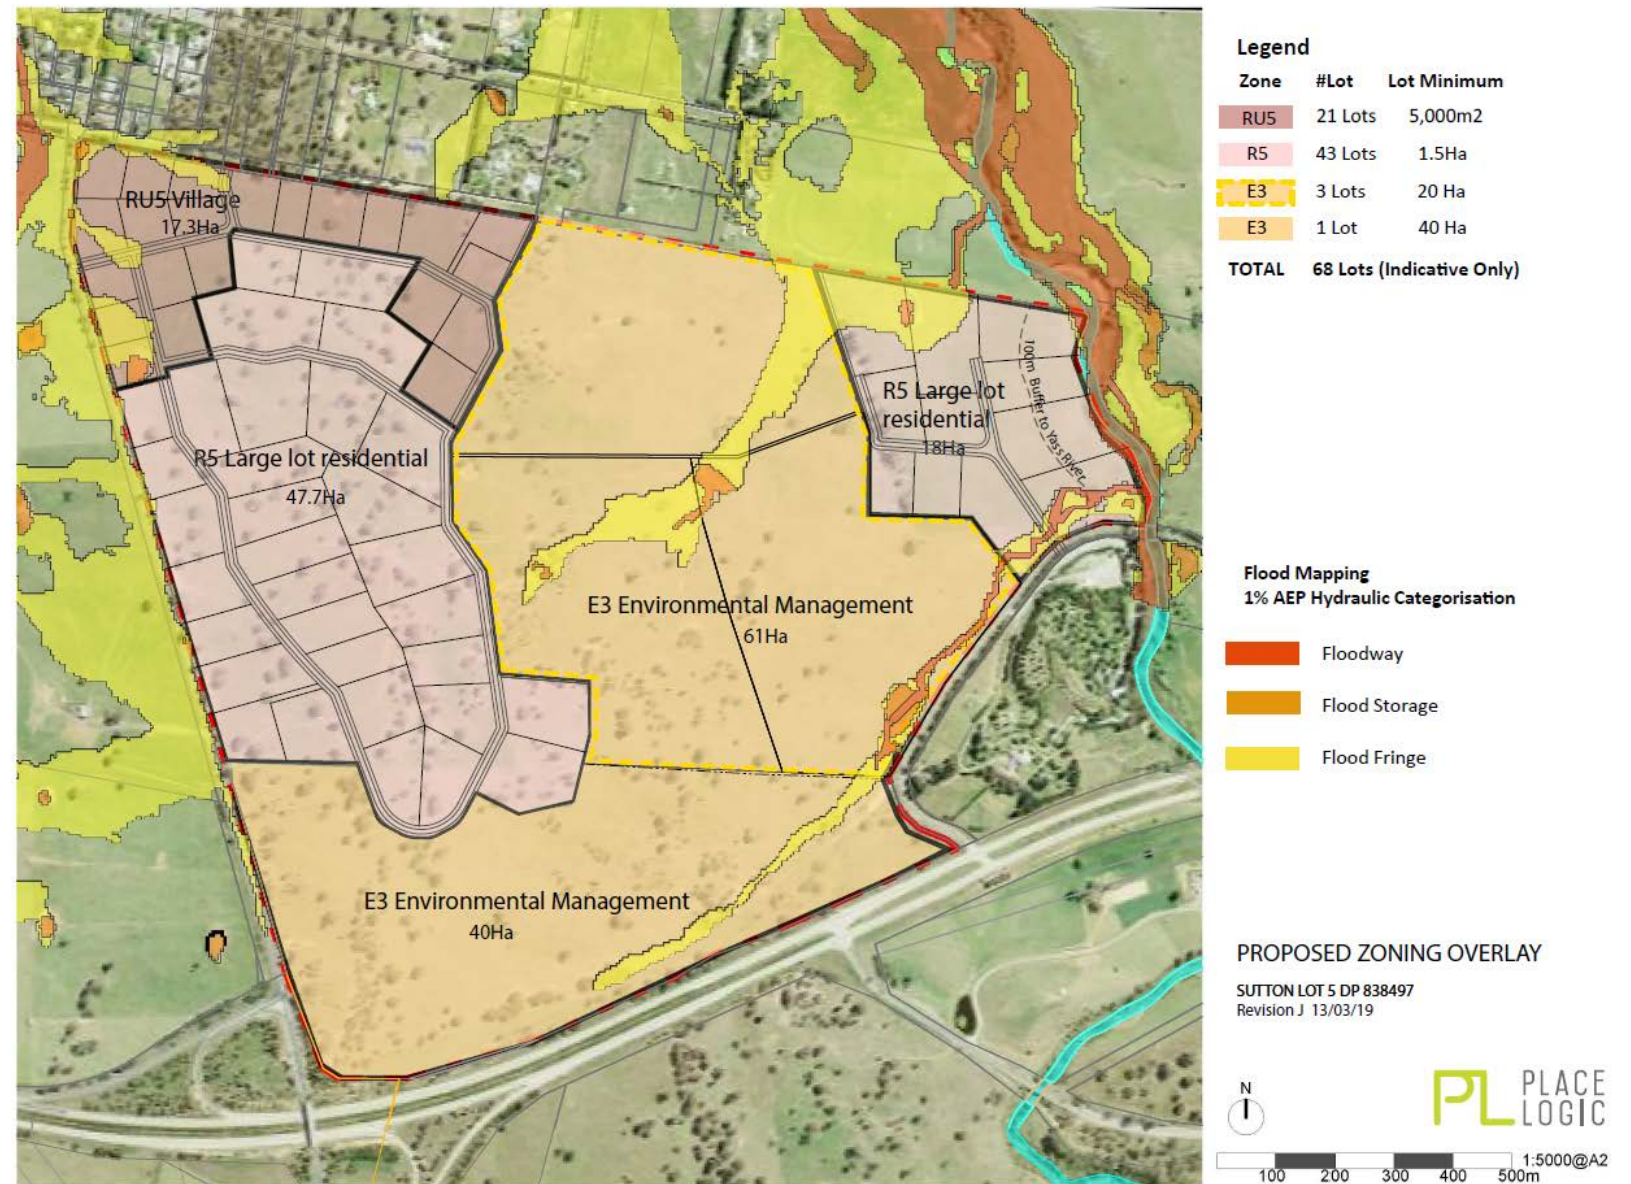 RU5 Village
17.3Ha
R5 Large lot residential
47.7Ha
R5 Large lot
residential
18Ha
100m Buffer to Yass River
E3 Environmental Management
61Ha
E3 Environmental Management
40Ha
Legend
Zone #Lot Lot Minimum
RU5 21 Lots 5,000m2
R5 43 Lots 1.5Ha
E3 3 Lots 20 Ha
E3 1 Lot 40 Ha
TOTAL 68 Lots (Indicative Only)
Flood Mapping
1% AEP Hydraulic Categorisation
Floodway
Flood Storage
Flood Fringe
PROPOSED ZONING OVERLAY
SUTTON LOT 5 DP 838497
Revision J 13/03/19
N
PL PLACE
LOGIC
1:5000@A2
100 200 300 400 500m